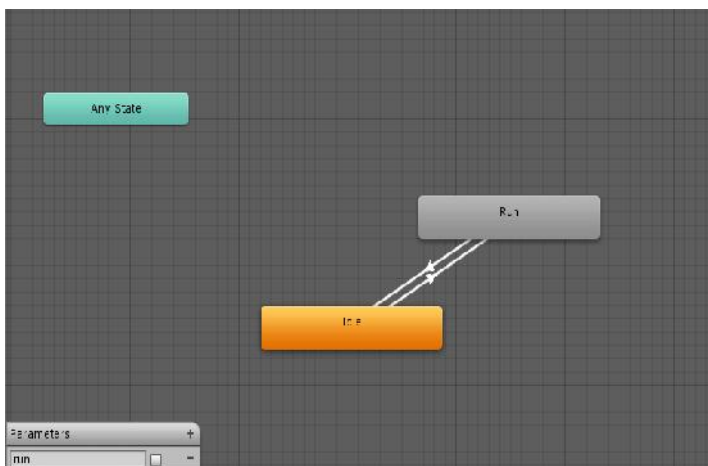 Any State
Run
Idle
Parameters +
run -